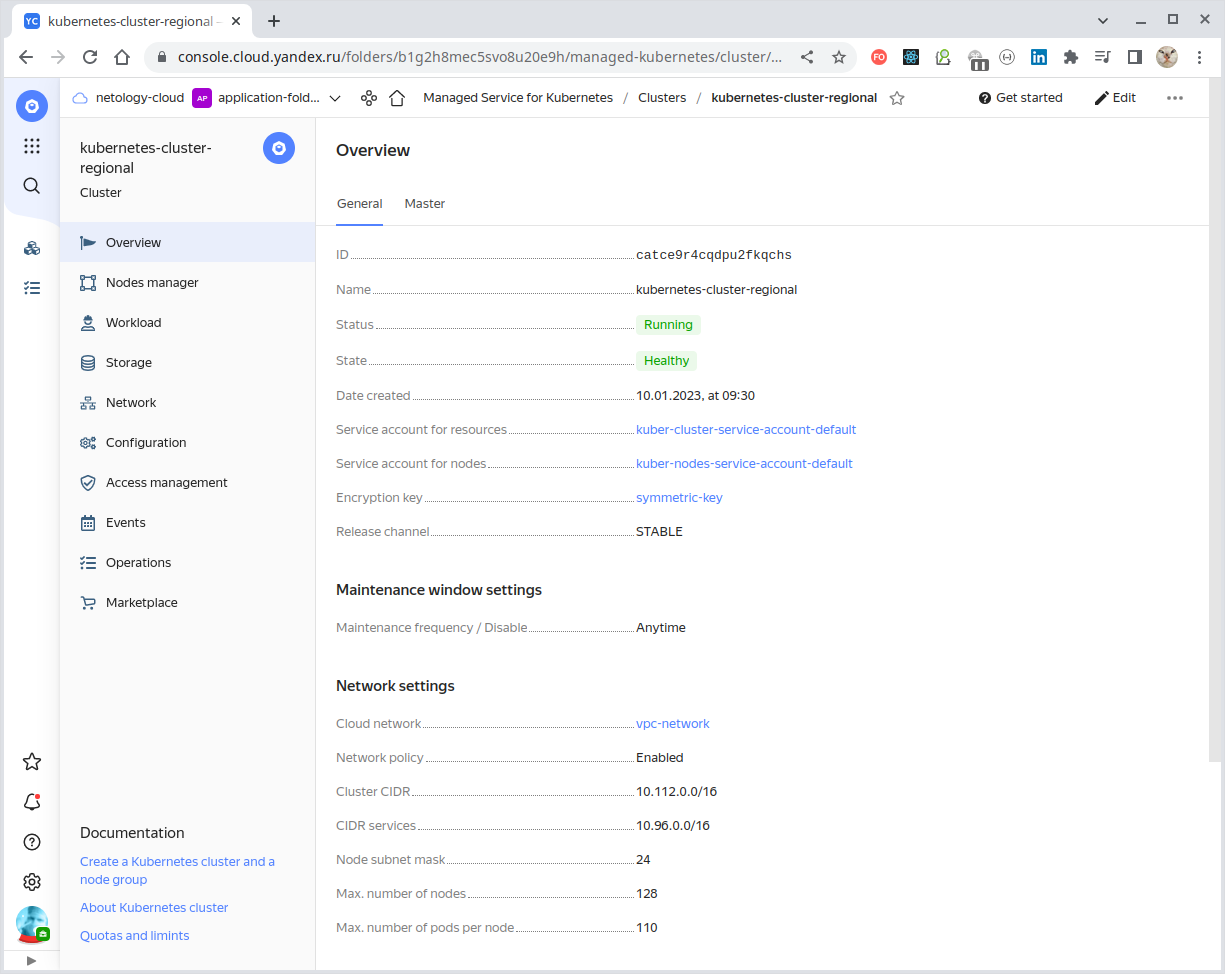 YC kubernetes-cluster-regional –
console.cloud.yandex.ru/folders/b1g2h8mec5svo8u20e9h/managed-kubernetes/cluster/...
FO
in
netology-cloud AP application-fold... Managed Service for Kubernetes / Clusters / kubernetes-cluster-regional Get started Edit
kubernetes-cluster-
regional
Cluster
Overview
Nodes manager
Workload
Storage
Network
Configuration
Access management
Events
Operations
Marketplace
Documentation
Create a Kubernetes cluster and a
node group
About Kubernetes cluster
Quotas and limints
Overview
General Master
ID catce9r4cqdpu2fkqchs
Name kubernetes-cluster-regional
Status Running
State Healthy
Date created 10.01.2023, at 09:30
Service account for resources kuber-cluster-service-account-default
Service account for nodes kuber-nodes-service-account-default
Encryption key symmetric-key
Release channel STABLE
Maintenance window settings
Maintenance frequency / Disable Anytime
Network settings
Cloud network vpc-network
Network policy Enabled
Cluster CIDR 10.112.0.0/16
CIDR services 10.96.0.0/16
Node subnet mask 24
Max. number of nodes 128
Max. number of pods per node 110